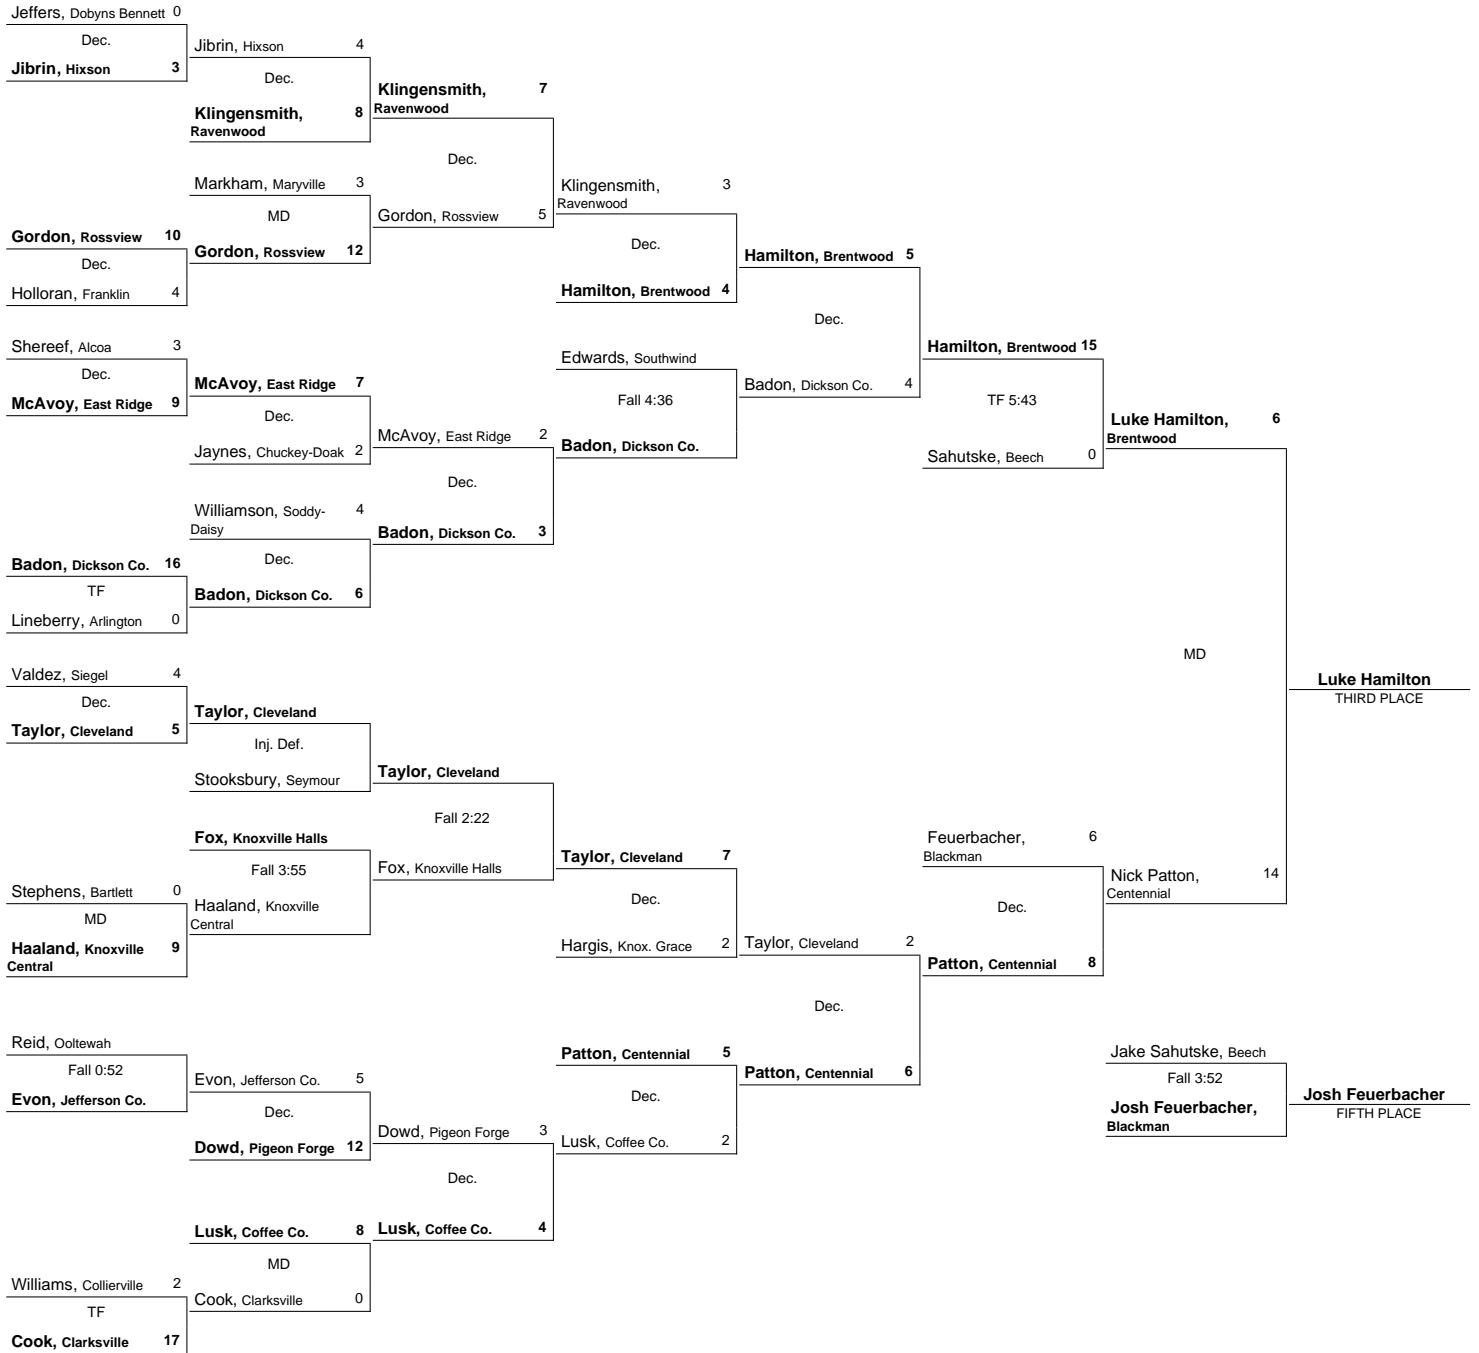 Jeffers, Dobyns Bennett 0
Dec.
Jibrin, Hixson 3
Gordon, Rossview 10
Dec.
Holloran, Franklin 4
Shereef, Alcoa 3
Dec.
McAvoy, East Ridge 9
Badon, Dickson Co. 16
TF
Lineberry, Arlington 0
Valdez, Siegel 4
Dec.
Taylor, Cleveland 5
Stephens, Bartlett 0
MD
Haaland, Knoxville 9
Central
Reid, Ooltewah
Fall 0:52
Evon, Jefferson Co.
Williams, Collierville 2
TF
Cook, Clarksville 17
Jibrin, Hixson 4
Dec.
Klingensmith, 8
Ravenwood
Markham, Maryville 3
MD
Gordon, Rossview 12
McAvoy, East Ridge 7
Dec.
Jaynes, Chuckey-Doak 2
Williamson, Soddy- 4
Daisy
Dec.
Badon, Dickson Co. 6
Taylor, Cleveland
Inj. Def.
Stooksbury, Seymour
Fox, Knoxville Halls
Fall 3:55
Haaland, Knoxville
Central
Evon, Jefferson Co. 5
Dec.
Dowd, Pigeon Forge 12
Lusk, Coffee Co. 8
MD
Cook, Clarksville 0
Klingensmith, 7
Ravenwood
Dec.
Gordon, Rossview 5
McAvoy, East Ridge 2
Dec.
Badon, Dickson Co. 3
Taylor, Cleveland
Fall 2:22
Fox, Knoxville Halls
Dowd, Pigeon Forge 3
Dec.
Lusk, Coffee Co. 4
Klingensmith, 3
Ravenwood
Dec.
Hamilton, Brentwood 4
Edwards, Southwind
Fall 4:36
Badon, Dickson Co.
Taylor, Cleveland 7
Dec.
Hargis, Knox. Grace 2
Patton, Centennial 5
Dec.
Lusk, Coffee Co. 2
Hamilton, Brentwood 5
Dec.
Badon, Dickson Co. 4
Taylor, Cleveland 2
Dec.
Patton, Centennial 6
Hamilton, Brentwood 15
TF 5:43
Sahutske, Beech 0
Feuerbacher, 6
Blackman
Dec.
Patton, Centennial 8
Luke Hamilton, 6
Brentwood
MD
Nick Patton, 14
Centennial
Jake Sahutske, Beech
Fall 3:52
Josh Feuerbacher,
Blackman
Luke Hamilton
THIRD PLACE
Josh Feuerbacher
FIFTH PLACE